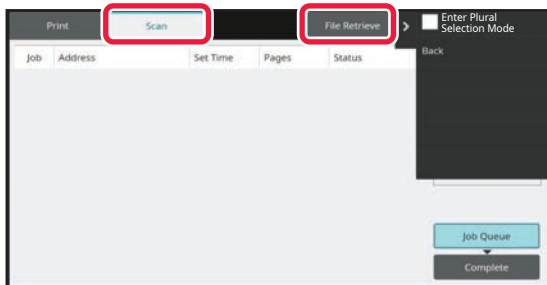 Print
Scan
File Retrieve
Enter Plural
Selection Mode
Job
Address
Set Time
Pages
Status
Back
Job Queue
Complete